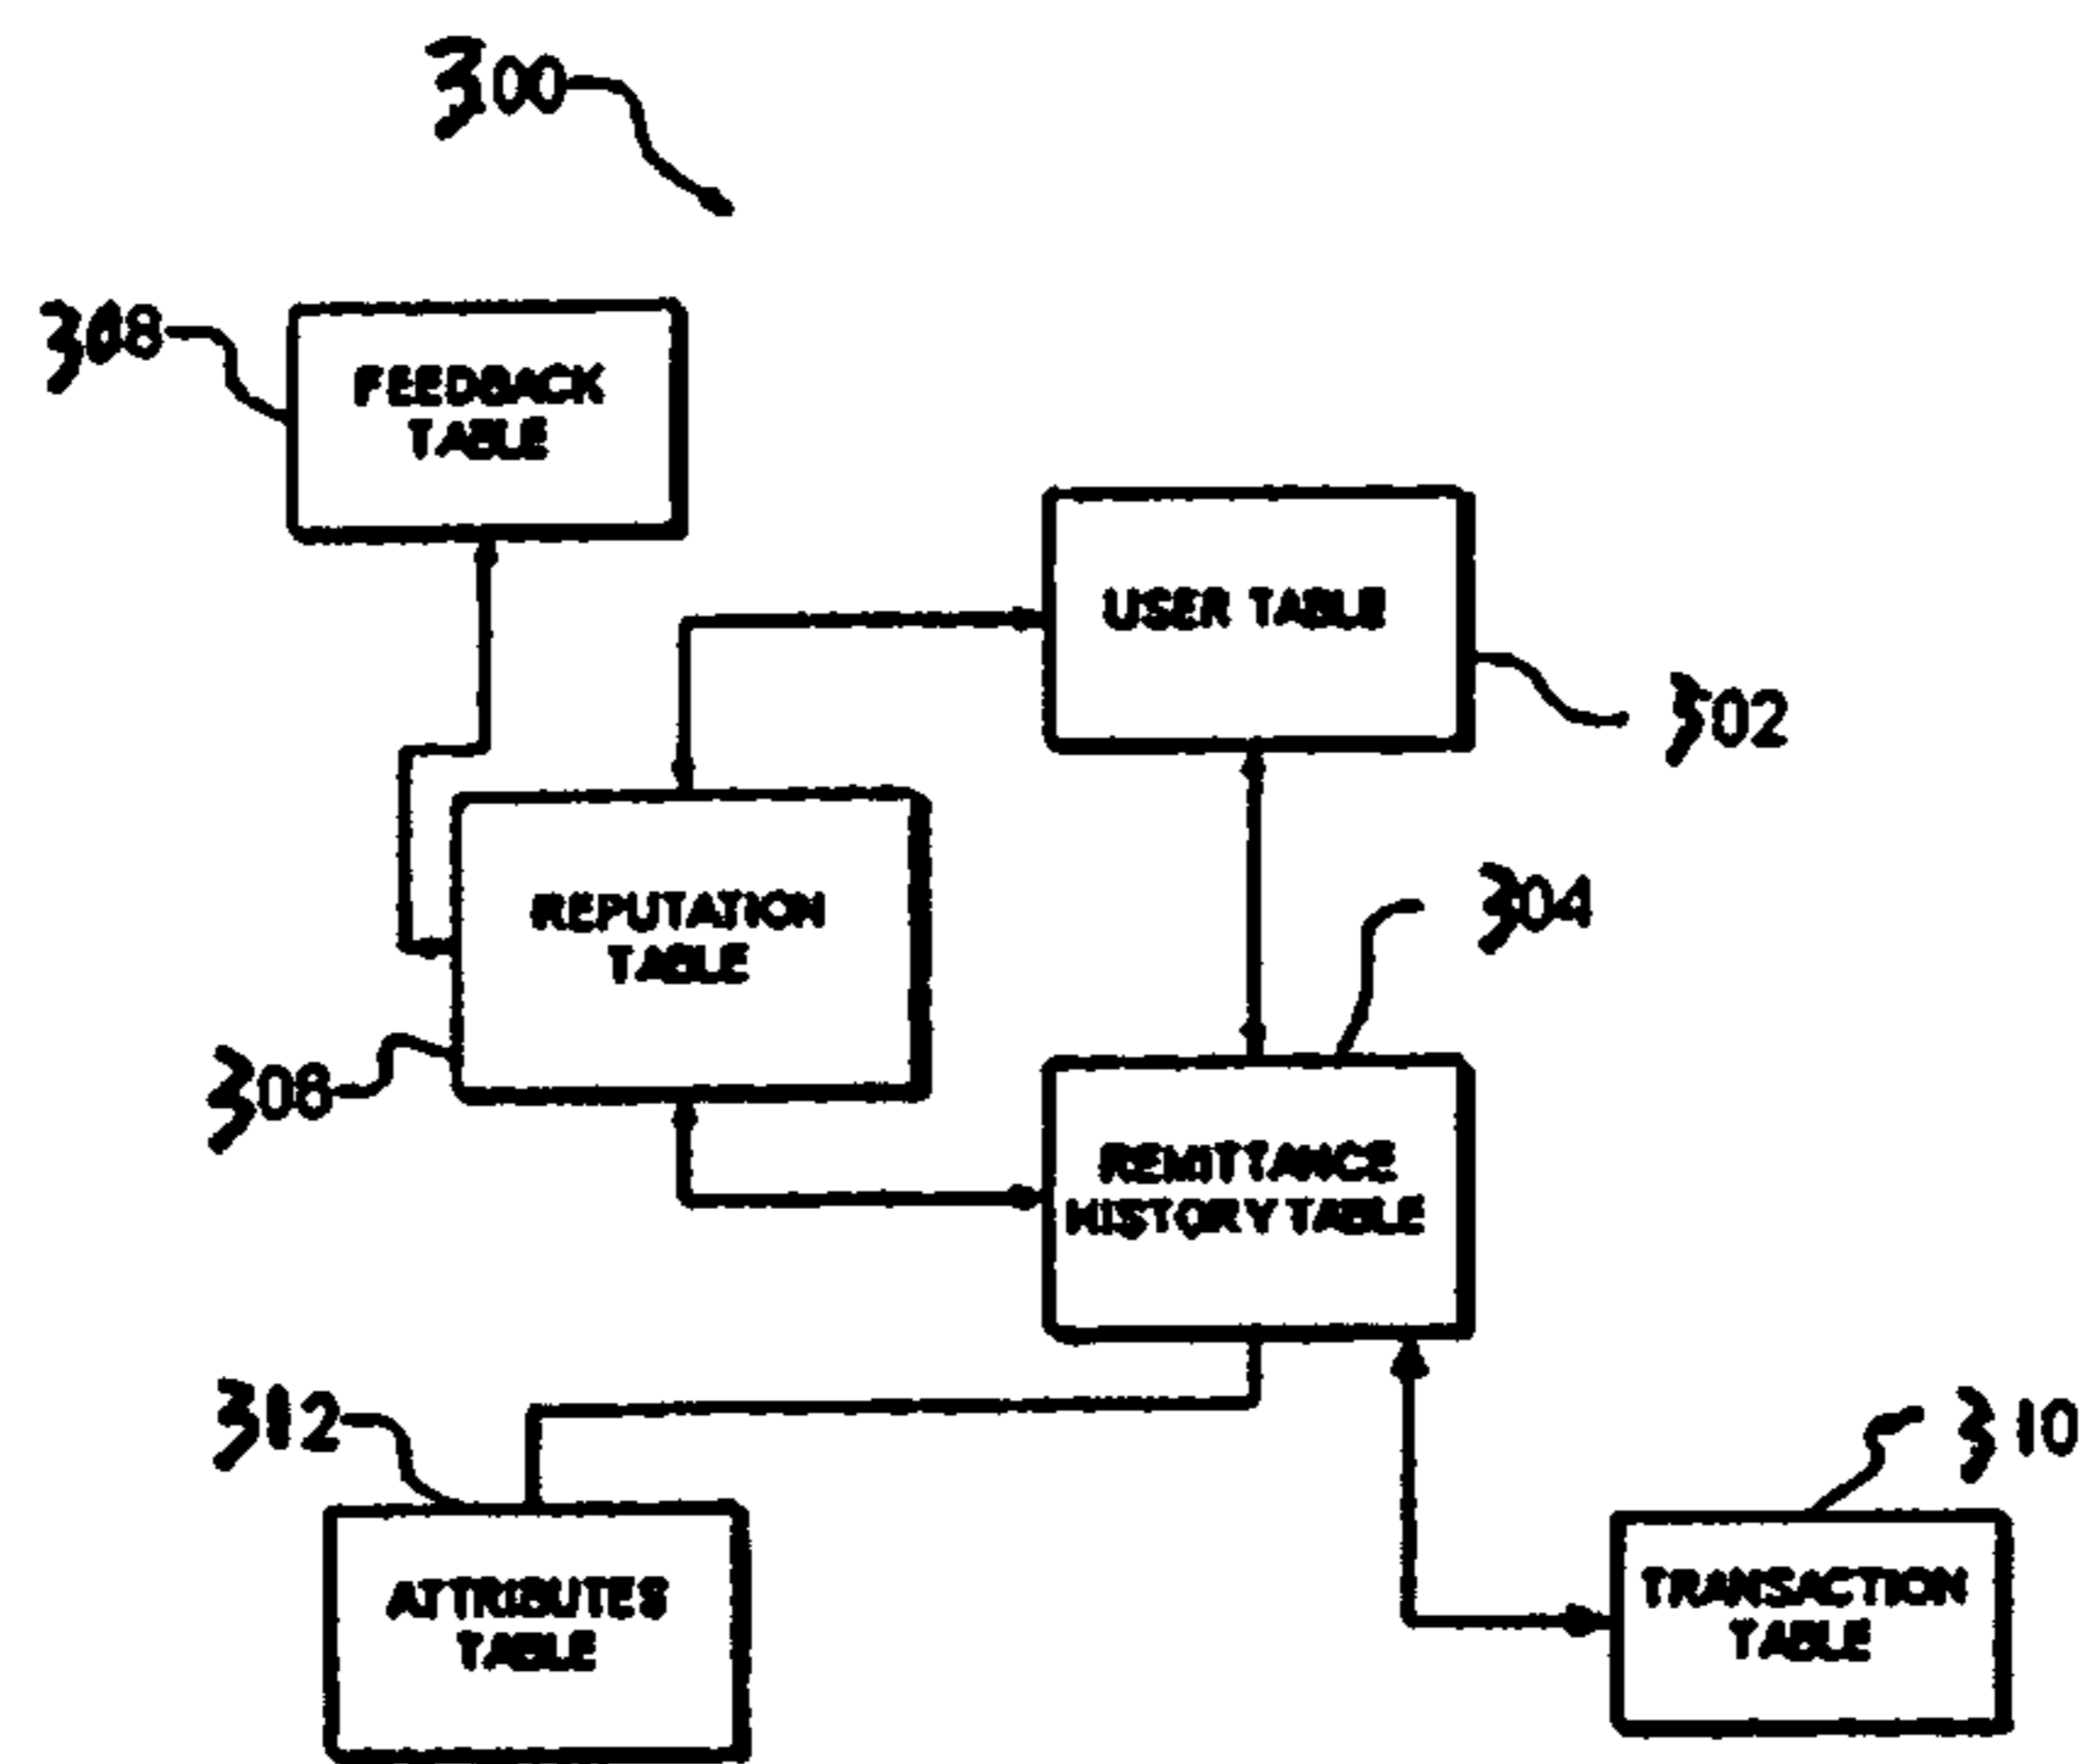 300
308
FEEDBACK
TABLE
USER TABLE
302
REPUTATION
TABLE
304
308
REMITTANCE
HISTORY TABLE
312
310
ATTRIBUTES
TABLE
TRANSACTION
TABLE